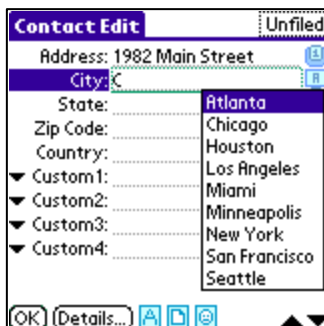 Contact Edit Unfiled
Address: 1982 Main Street
City: C
State:
Zip Code:
Country:
Custom1:
Custom2:
Custom3:
Custom4:
Atlanta
Chicago
Houston
Los Angeles
Miami
Minneapolis
New York
San Francisco
Seattle
OK Details... A